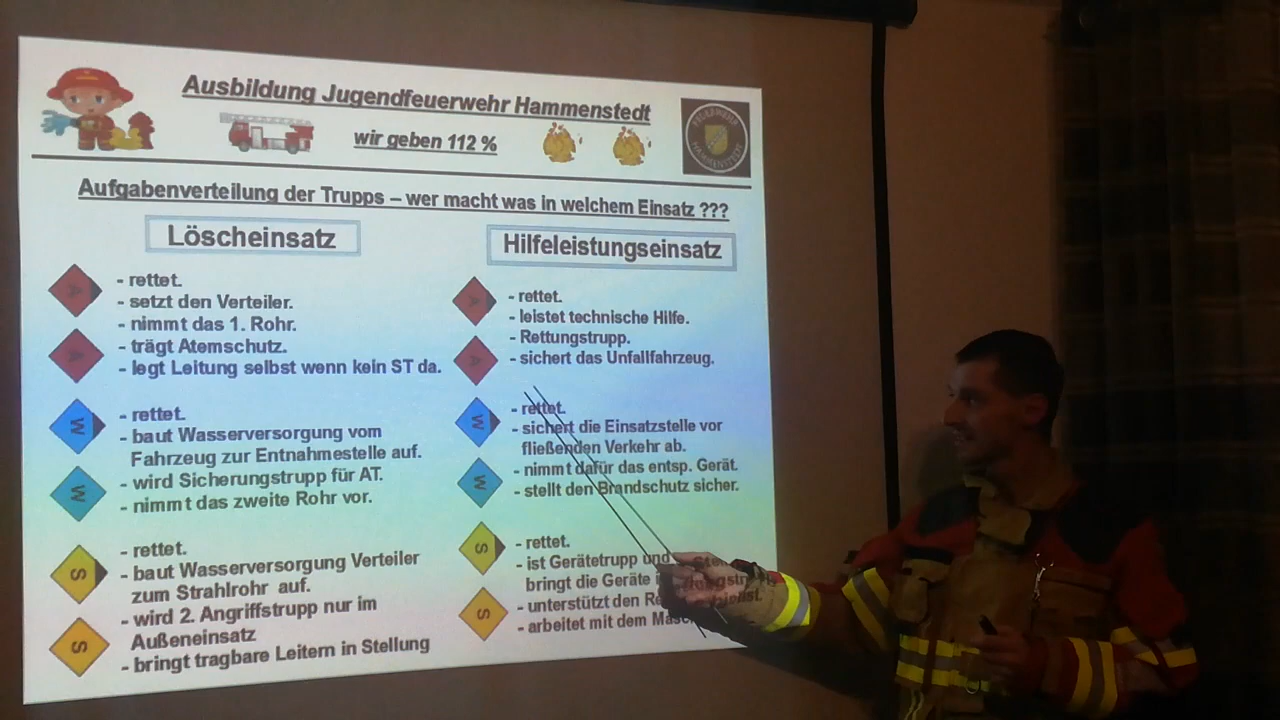 Ausbildung Jugendfeuerwehr Hammenstedt
wir geben 112 %
FEUERWEHR
HAMMENSTEDT
Aufgabenverteilung der Trupps – wer macht was in welchem Einsatz ???
Löscheinsatz
A
A
- rettet.
- setzt den Verteiler.
- nimmt das 1. Rohr.
- trägt Atemschutz.
- legt Leitung selbst wenn kein ST da.
W
W
- rettet.
- baut Wasserversorgung vom
Fahrzeug zur Entnahmestelle auf.
- wird Sicherungstrupp für AT.
- nimmt das zweite Rohr vor.
S
S
- rettet.
- baut Wasserversorgung Verteiler
zum Strahlrohr auf.
- wird 2. Angriffstrupp nur im
Außeneinsatz
- bringt tragbare Leitern in Stellung
Hilfeleistungseinsatz
A
A
- rettet.
- leistet technische Hilfe.
- Rettungstrupp.
- sichert das Unfallfahrzeug.
W
W
- rettet.
- sichert die Einsatzstelle vor
fließenden Verkehr ab.
- nimmt dafür das entsp. Gerät.
- stellt den Brandschutz sicher.
S
S
- rettet.
- ist Gerätetrupp und
bringt die Geräte
- unterstützt den
- arbeitet mit dem